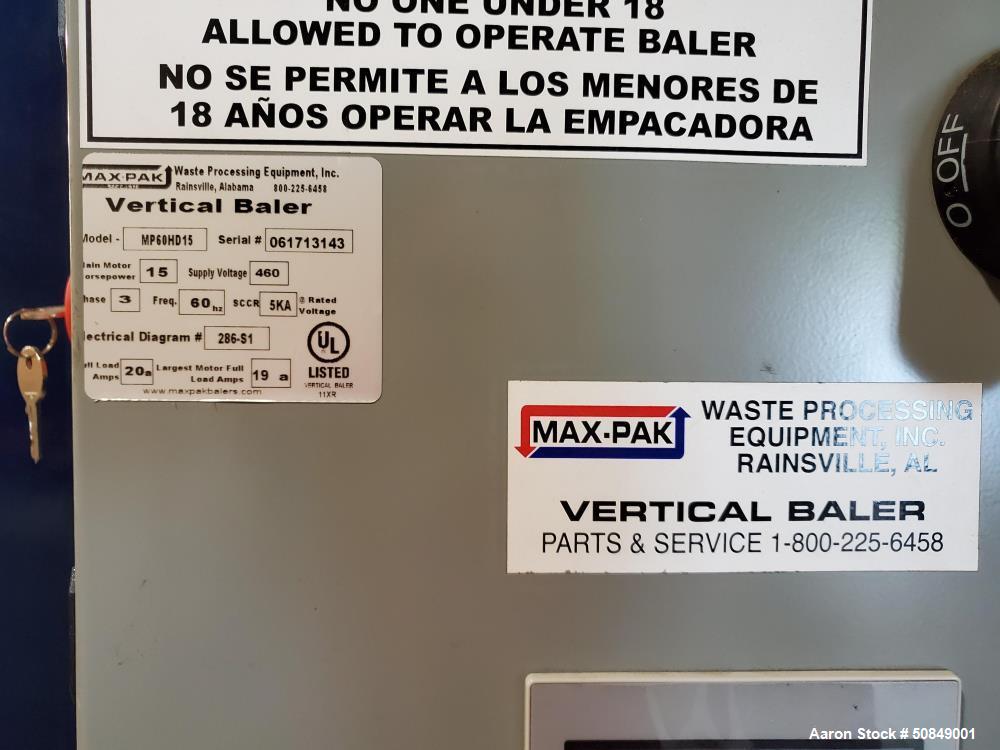 NO ONE UNDER 18
ALLOWED TO OPERATE BALER
NO SE PERMITE A LOS MENORES DE
18 AÑOS OPERAR LA EMPACADORA
O OFF
MAX-PAK Waste Processing Equipment, Inc.
Rainsville, Alabama 800-225-6458
Vertical Baler
Model - MP60HD15 Serial # 061713143
Main Motor
Horsepower 15 Supply Voltage 460
Phase 3 Freq. 60 hz SCCR 5KA @ Rated
Voltage
Electrical Diagram # 286-S1
UL
LISTED
VERTICAL BALER
11XR
Full Load
Amps 20a Largest Motor Full
Load Amps 19 a
www.maxpakbalers.com
MAX-PAK WASTE PROCESSING
EQUIPMENT, INC.
RAINSVILLE, AL
VERTICAL BALER
PARTS & SERVICE 1-800-225-6458
Aaron Stock # 50849001